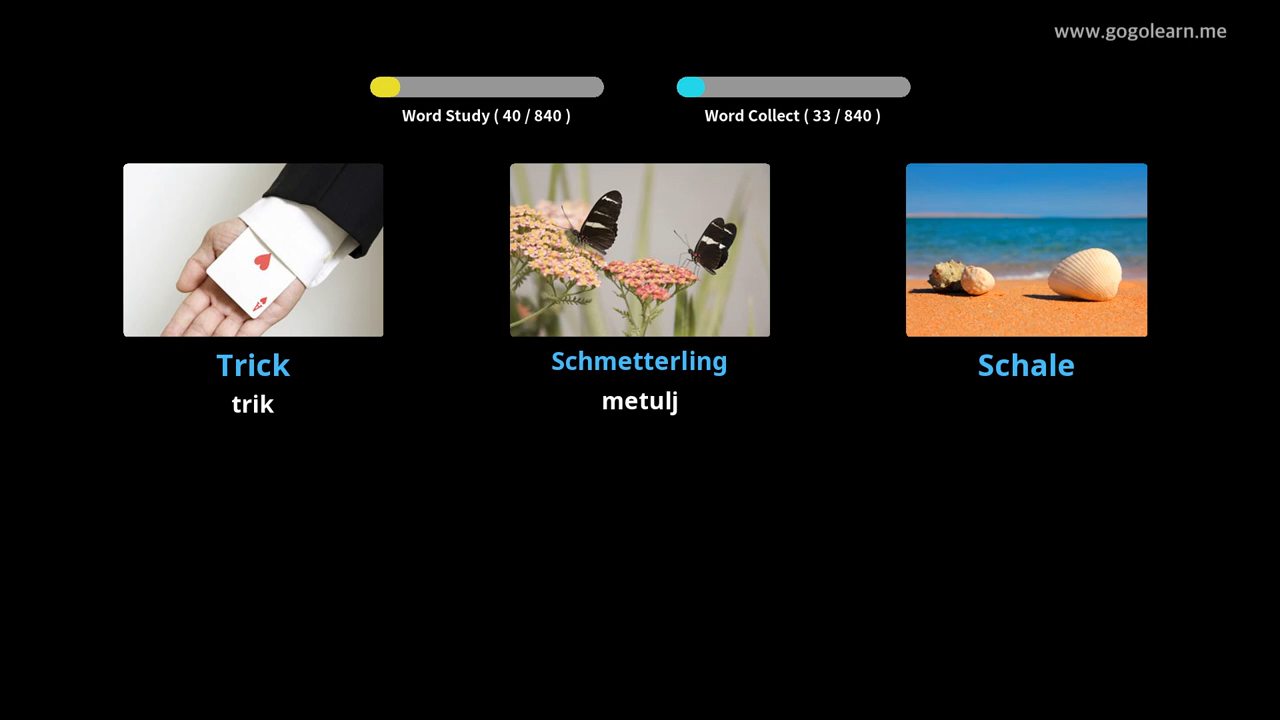 www.gogolearn.me
Word Study ( 40 / 840 )
Word Collect ( 33 / 840 )
Trick
trik
Schmetterling
metulj
Schale